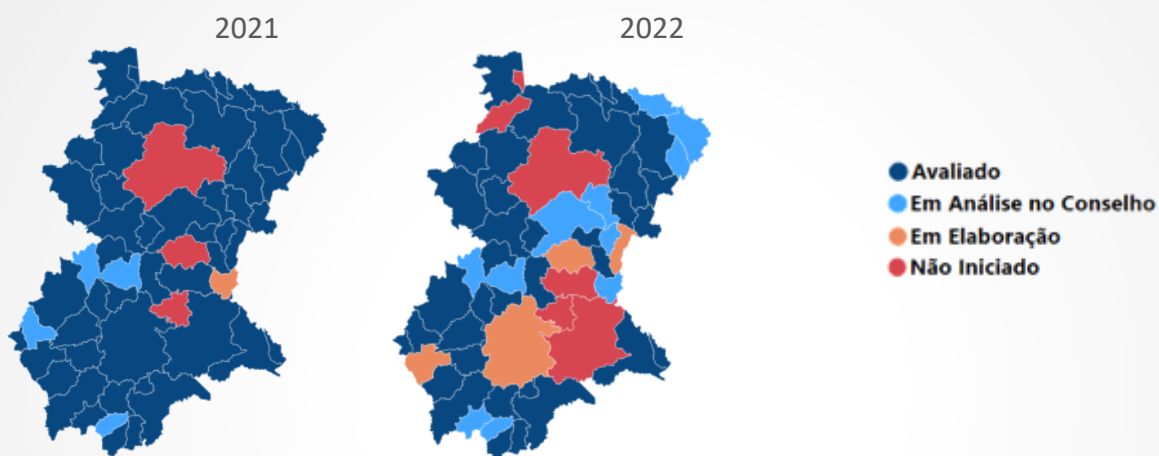 2021
2022
Avaliado
Em Análise no Conselho
Em Elaboração
Não Iniciado